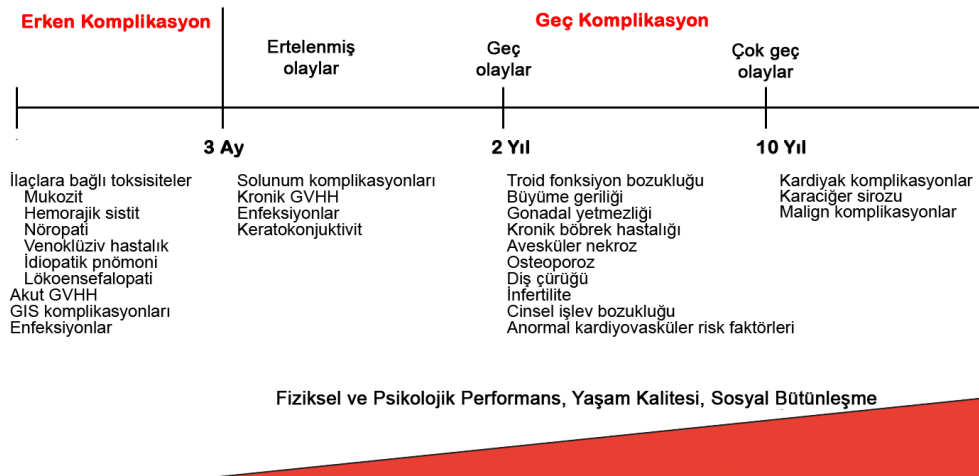 Erken Komplikasyon
Geç Komplikasyon
Ertelenmiş
olaylar
Geç
olaylar
Çok geç
olaylar
3 Ay
2 Yıl
10 Yıl
İlaçlara bağlı toksisiteler
Mukozit
Hemorajik sistit
Nöropati
Venoklüziv hastalık
İdiopatik pnömoni
Lökoensefalopati
Akut GVHH
GIS komplikasyonları
Enfeksiyonlar
Solunum komplikasyonları
Kronik GVHH
Enfeksiyonlar
Keratokonjuktivit
Troid fonksiyon bozukluğu
Büyüme geriliği
Gonadal yetmezliği
Kronik böbrek hastalığı
Avesküler nekroz
Osteoporoz
Diş çürüğü
İnfertilite
Cinsel işlev bozukluğu
Anormal kardiyovasküler risk faktörleri
Kardiyak komplikasyonlar
Karaciğer sirozu
Malign komplikasyonlar
Fiziksel ve Psikolojik Performans, Yaşam Kalitesi, Sosyal Bütünleşme